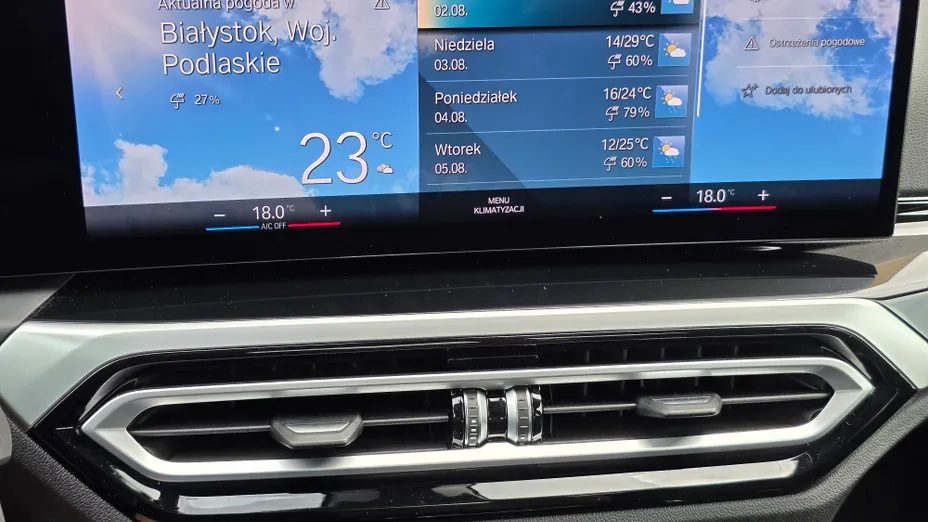 Aktualna pogoda w
Białystok, Woj.
Podlaskie
27%
23°C
02.08.
43%
Niedziela
14/29°C
03.08.
60%
Poniedziałek
16/24°C
04.08.
79%
Wtorek
12/25°C
05.08.
60%
Ostrzeżenia pogodowe
Dodaj do ulubionych
− 18.0°C +
A/C OFF
MENU
KLIMATYZACJI
− 18.0°C +